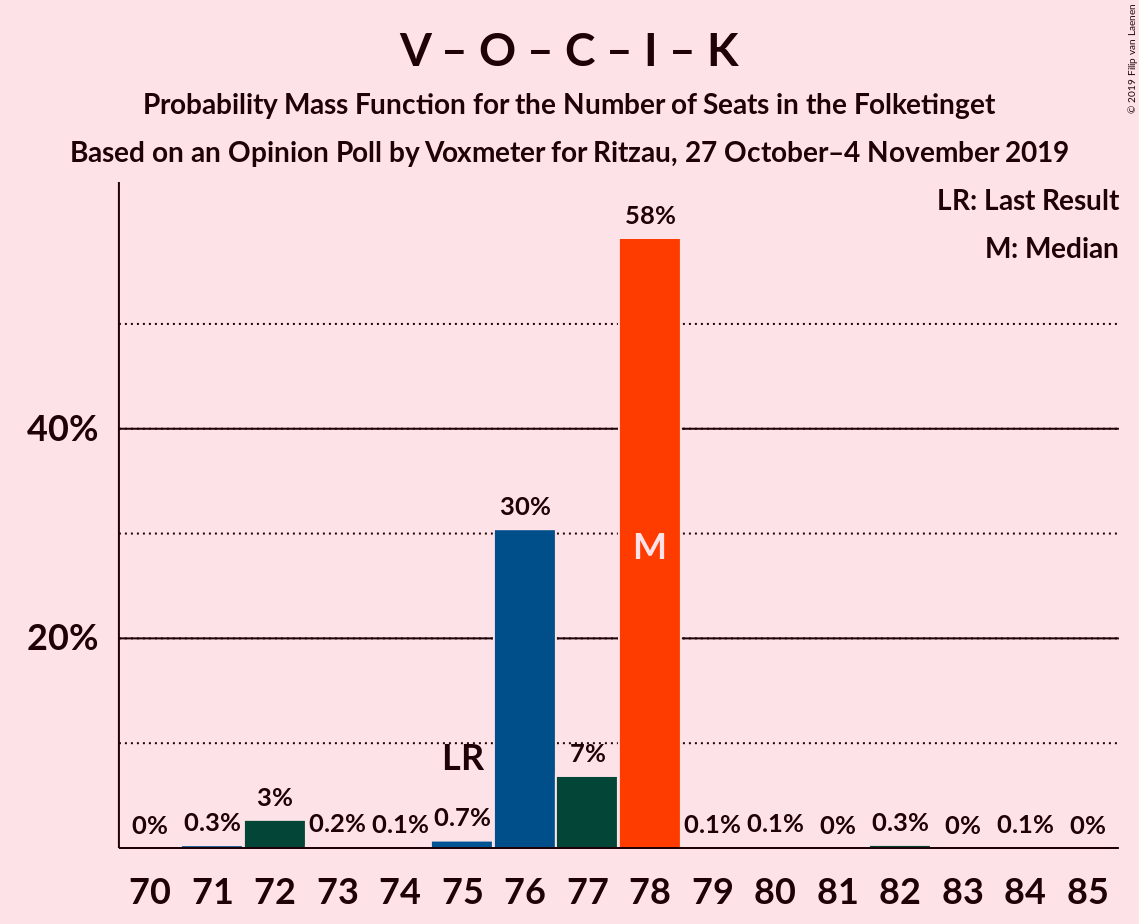 V – O – C – I – K
Probability Mass Function for the Number of Seats in the Folketinget
Based on an Opinion Poll by Voxmeter for Ritzau, 27 October–4 November 2019
© 2019 Filip van Laenen
LR: Last Result
M: Median
58%
40%
30%
M
20%
LR
7%
3%
0% 0.3% 0.2% 0.1% 0.7% 0.1% 0.1% 0% 0.3% 0% 0.1% 0%
70 71 72 73 74 75 76 77 78 79 80 81 82 83 84 85